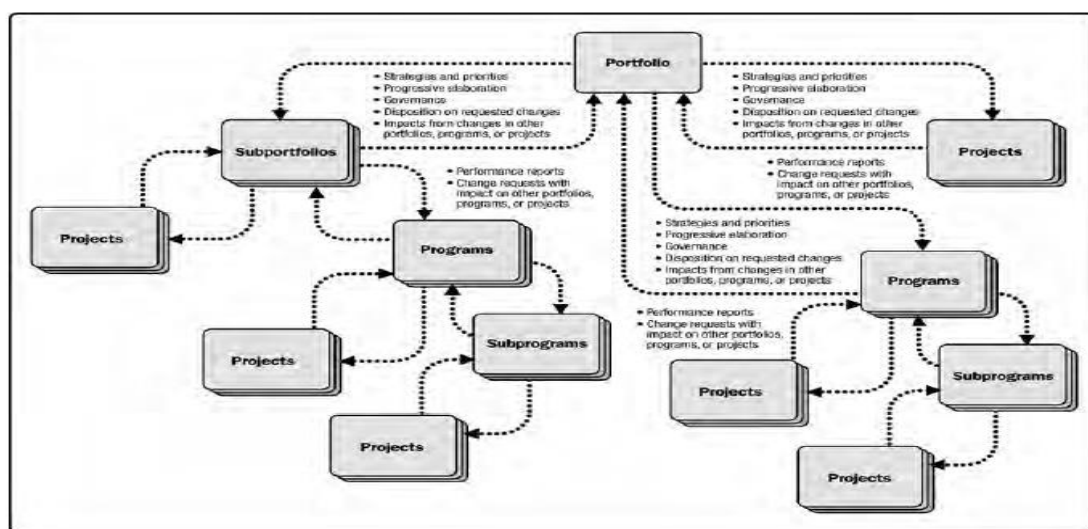 Portfolio
• Strategies and priorities
• Progressive elaboration
• Governance
• Disposition on requested changes
• Impacts from changes in other
portfolios, programs, or projects
• Strategies and priorities
• Progressive elaboration
• Governance
• Disposition on requested changes
• Impacts from changes in other
portfolios, programs, or projects
Subportfolios
Projects
• Performance reports
• Change requests with
impact on other portfolios,
programs, or projects
• Performance reports
• Change requests with
impact on other portfolios,
programs, or projects
Projects
Programs
• Strategies and priorities
• Progressive elaboration
• Governance
• Disposition on requested changes
• Impacts from changes in other
portfolios, programs, or projects
Programs
• Performance reports
• Change requests with
impact on other portfolios,
programs, or projects
Projects
Subprograms
Projects
Subprograms
Projects
Projects